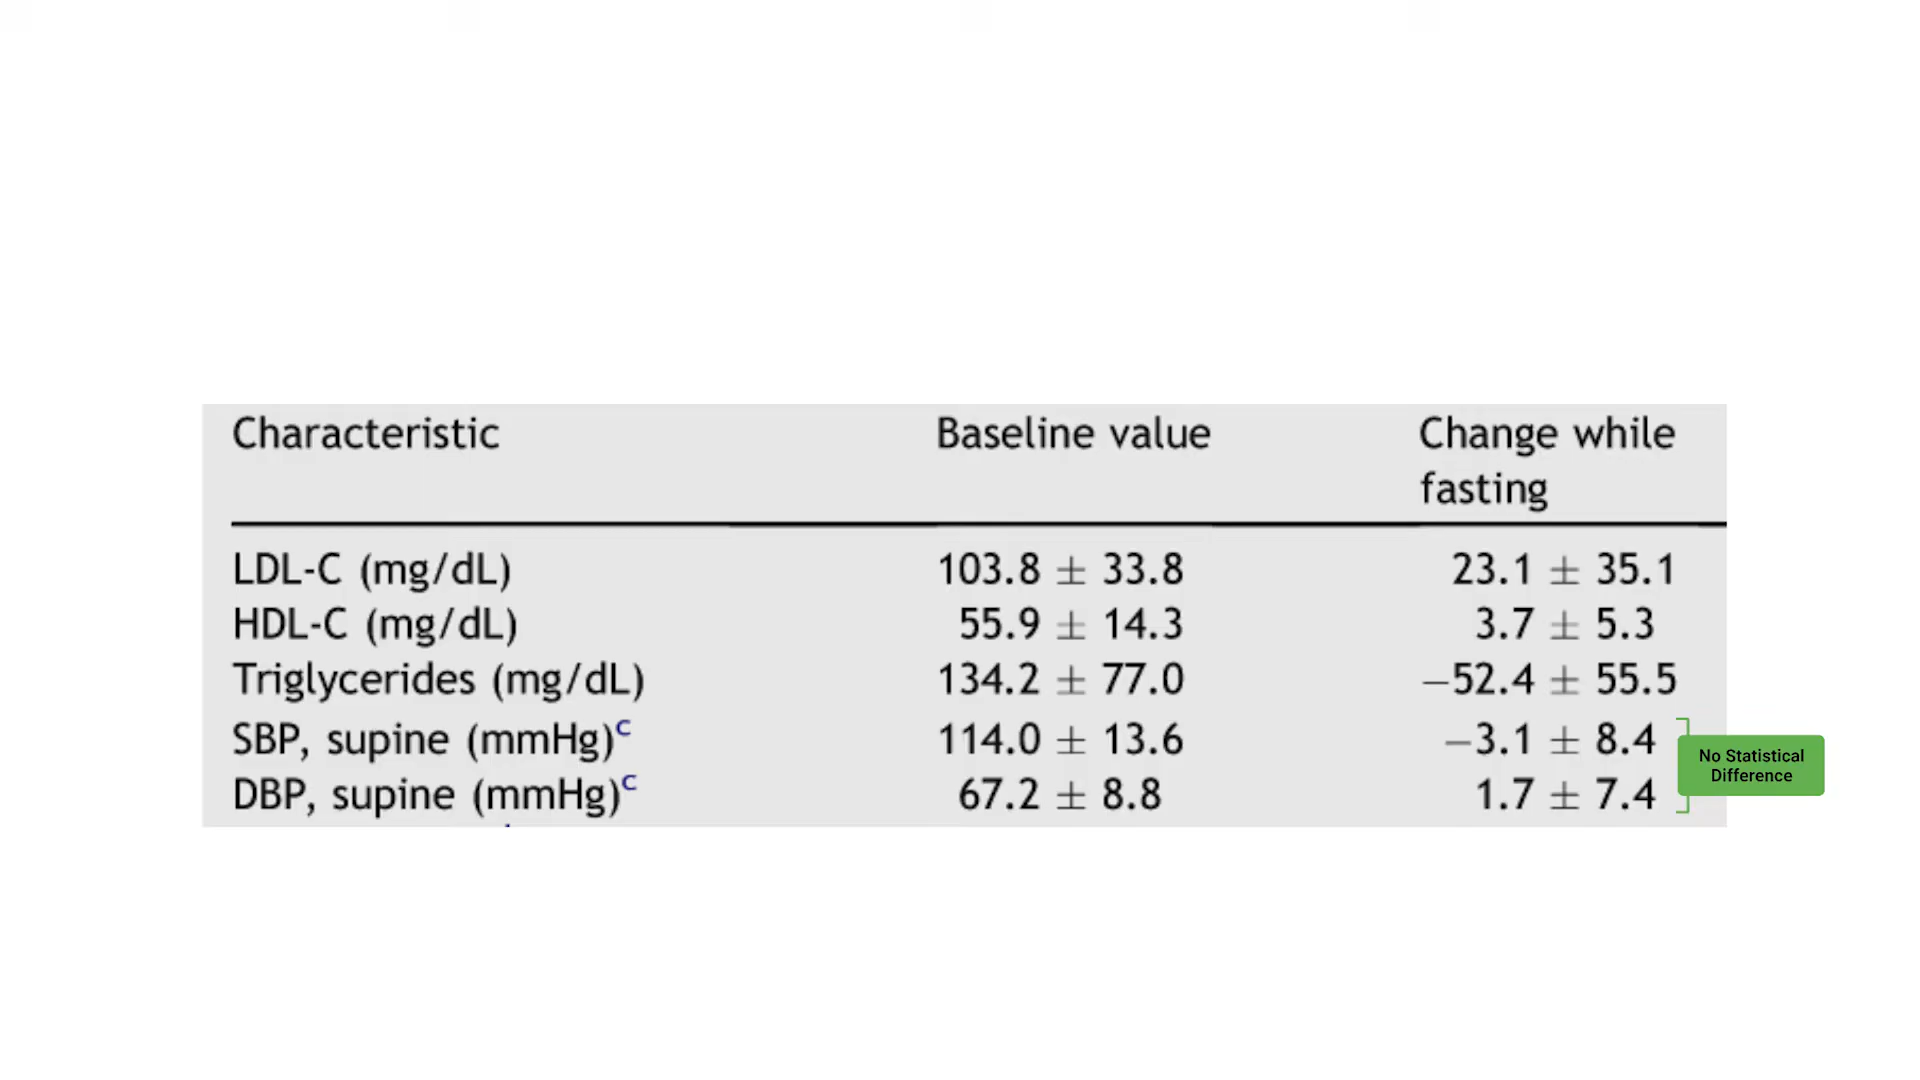 Characteristic Baseline value Change while
fasting
LDL-C (mg/dL) 103.8 ± 33.8 23.1 ± 35.1
HDL-C (mg/dL) 55.9 ± 14.3 3.7 ± 5.3
Triglycerides (mg/dL) 134.2 ± 77.0 −52.4 ± 55.5
SBP, supine (mmHg)c 114.0 ± 13.6 −3.1 ± 8.4
DBP, supine (mmHg)c 67.2 ± 8.8 1.7 ± 7.4
No Statistical
Difference